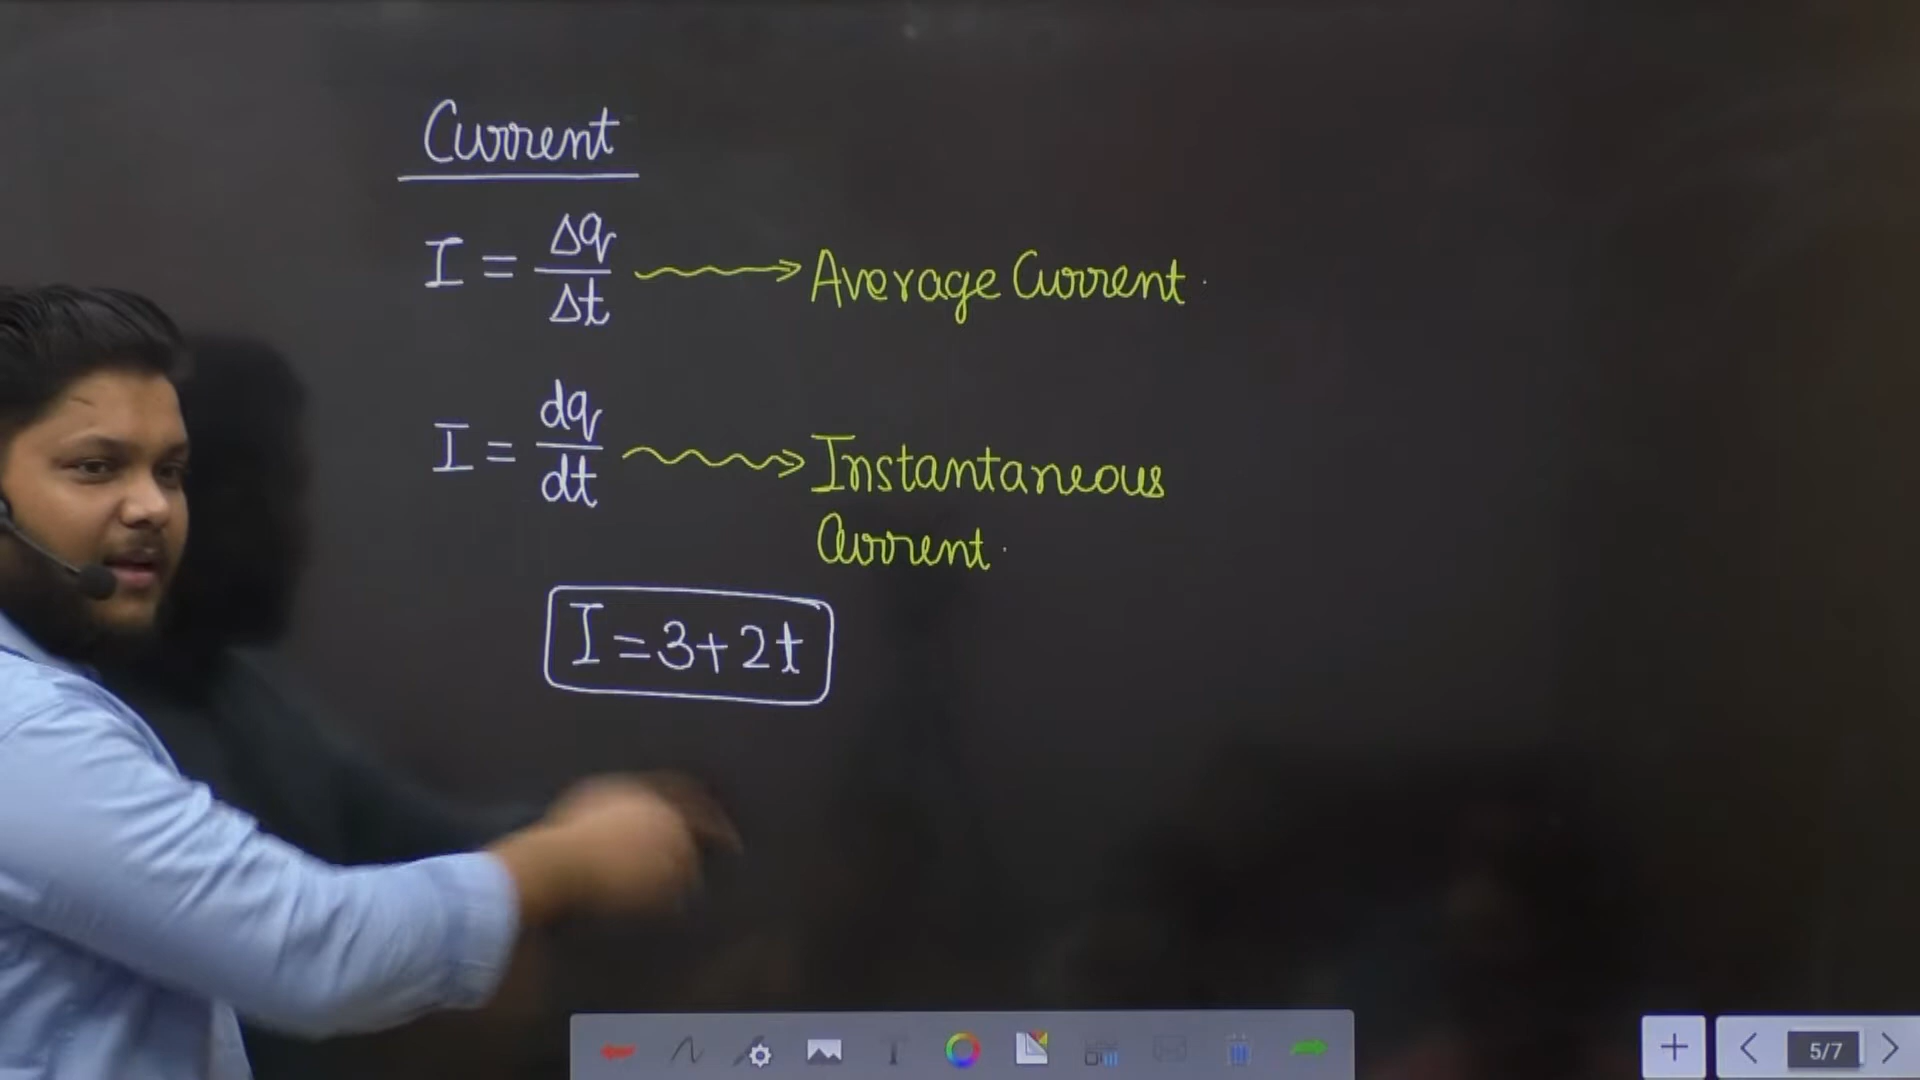 Current
I = Δq/Δt → Average Current.
I = dq/dt → Instantaneous
Current.
I = 3 + 2t
5/7